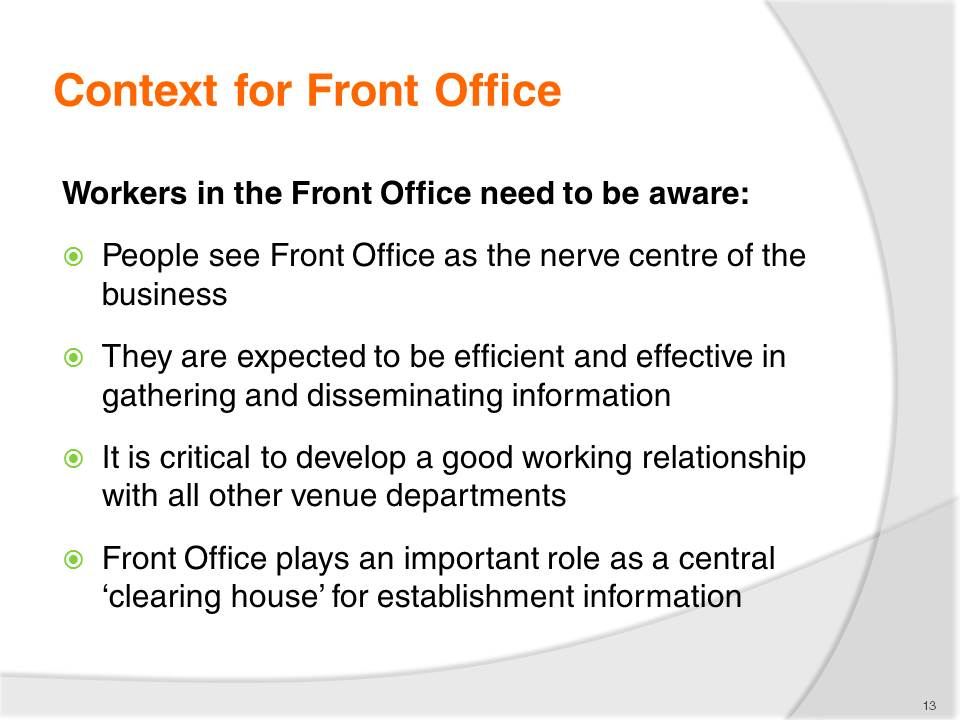 Context for Front Office
Workers in the Front Office need to be aware:
People see Front Office as the nerve centre of the
business
They are expected to be efficient and effective in
gathering and disseminating information
It is critical to develop a good working relationship
with all other venue departments
Front Office plays an important role as a central
‘clearing house’ for establishment information
13